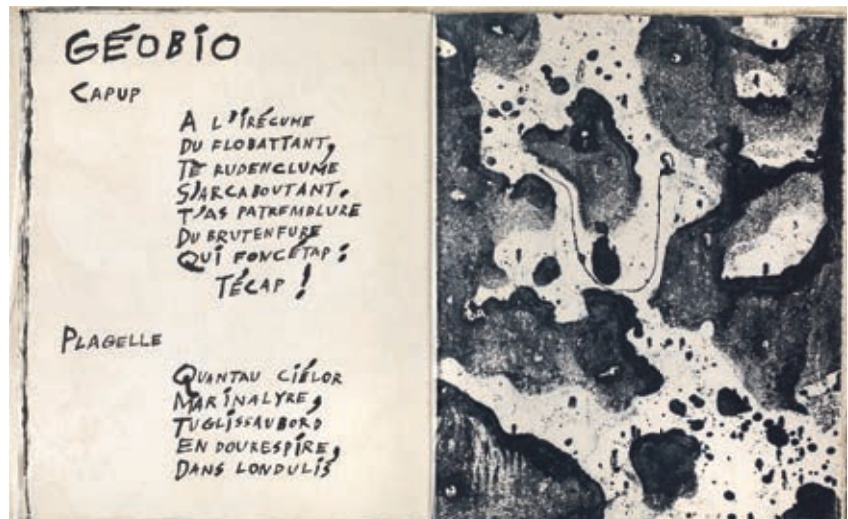 GÉOBIO
CAPUP
A L'IRÉCUME
DU FLOBATTANT,
TE RUDENCLUME
S'ARCABOUTANT.
T'AS PATREMBLURE
DU BRUTENFURE
QUI FONCÉTAP :
TÉCAP !
PLAGELLE
QUANTAU CIÉLOR
MARINALYRE,
TUGLISSAUBORD
EN DOURESPIRE,
DANS LONDULIS